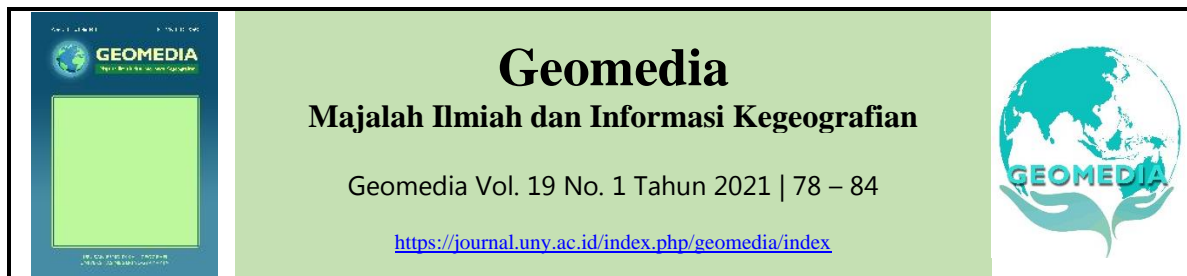 GEOMEDIA
Geomedia
Majalah Ilmiah dan Informasi Kegeografian
Geomedia Vol. 19 No. 1 Tahun 2021 | 78 – 84
https://journal.uny.ac.id/index.php/geomedia/index
GEOMEDIA